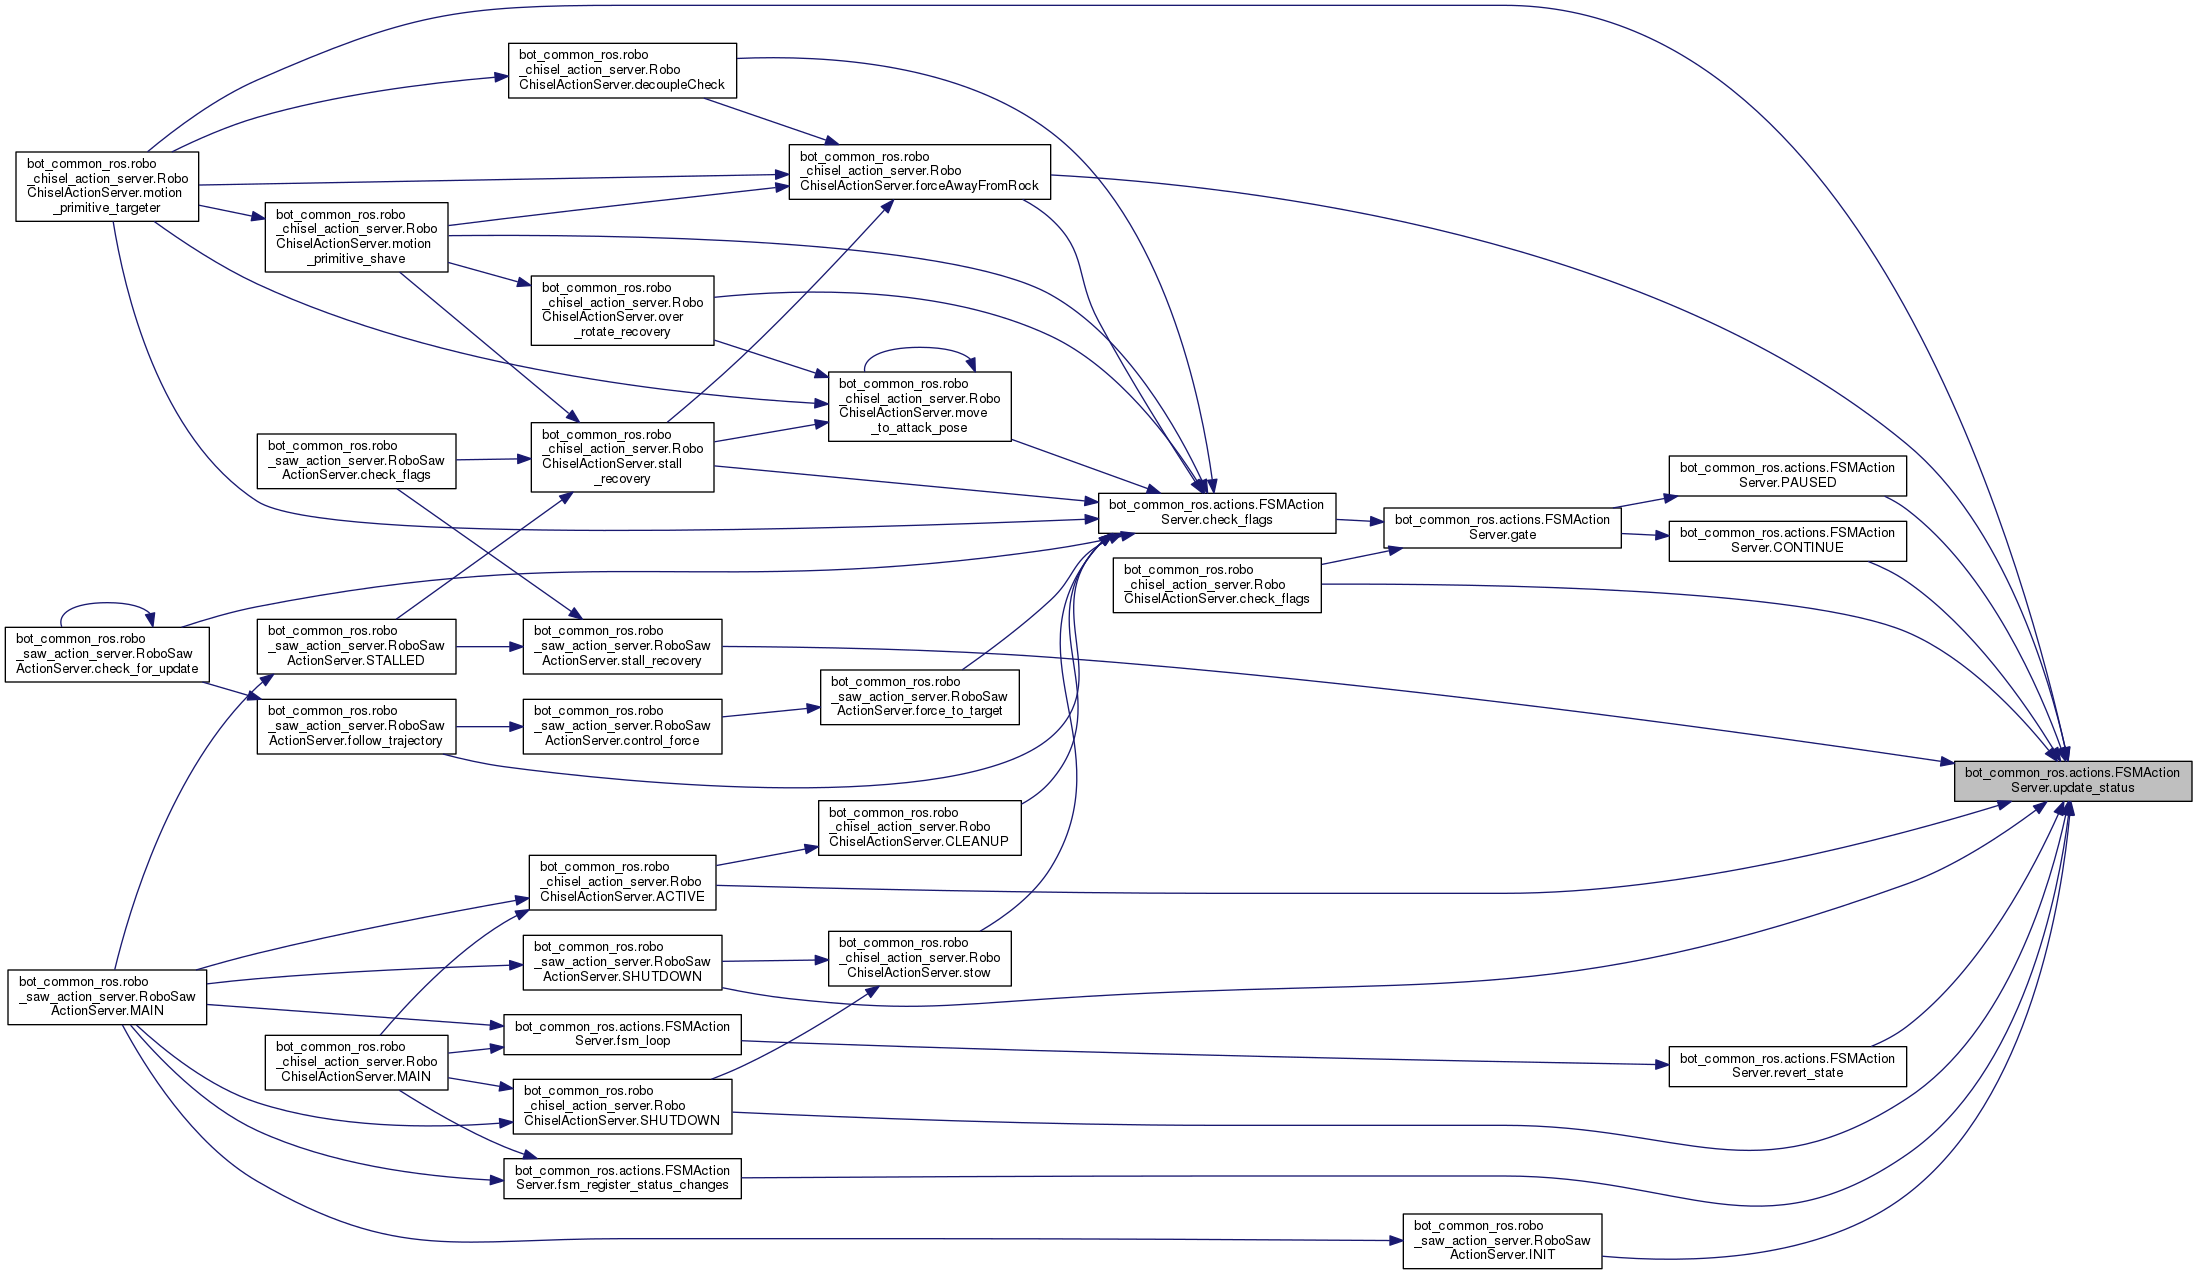 bot_common_ros.robo
_chisel_action_server.Robo
ChiselActionServer.decoupleCheck
bot_common_ros.robo
_chisel_action_server.Robo
ChiselActionServer.motion
_primitive_targeter
bot_common_ros.robo
_chisel_action_server.Robo
ChiselActionServer.forceAwayFromRock
bot_common_ros.robo
_chisel_action_server.Robo
ChiselActionServer.motion
_primitive_shave
bot_common_ros.robo
_chisel_action_server.Robo
ChiselActionServer.over
_rotate_recovery
bot_common_ros.robo
_chisel_action_server.Robo
ChiselActionServer.move
_to_attack_pose
bot_common_ros.robo
_saw_action_server.RoboSaw
ActionServer.check_flags
bot_common_ros.robo
_chisel_action_server.Robo
ChiselActionServer.stall
_recovery
bot_common_ros.actions.FSMAction
Server.check_flags
bot_common_ros.actions.FSMAction
Server.gate
bot_common_ros.actions.FSMAction
Server.PAUSED
bot_common_ros.actions.FSMAction
Server.CONTINUE
bot_common_ros.robo
_chisel_action_server.Robo
ChiselActionServer.check_flags
bot_common_ros.robo
_saw_action_server.RoboSaw
ActionServer.check_for_update
bot_common_ros.robo
_saw_action_server.RoboSaw
ActionServer.STALLED
bot_common_ros.robo
_saw_action_server.RoboSaw
ActionServer.stall_recovery
bot_common_ros.robo
_saw_action_server.RoboSaw
ActionServer.force_to_target
bot_common_ros.robo
_saw_action_server.RoboSaw
ActionServer.follow_trajectory
bot_common_ros.robo
_saw_action_server.RoboSaw
ActionServer.control_force
bot_common_ros.actions.FSMAction
Server.update_status
bot_common_ros.robo
_chisel_action_server.Robo
ChiselActionServer.CLEANUP
bot_common_ros.robo
_chisel_action_server.Robo
ChiselActionServer.ACTIVE
bot_common_ros.robo
_saw_action_server.RoboSaw
ActionServer.SHUTDOWN
bot_common_ros.robo
_chisel_action_server.Robo
ChiselActionServer.stow
bot_common_ros.robo
_saw_action_server.RoboSaw
ActionServer.MAIN
bot_common_ros.actions.FSMAction
Server.fsm_loop
bot_common_ros.robo
_chisel_action_server.Robo
ChiselActionServer.MAIN
bot_common_ros.actions.FSMAction
Server.revert_state
bot_common_ros.robo
_chisel_action_server.Robo
ChiselActionServer.SHUTDOWN
bot_common_ros.actions.FSMAction
Server.fsm_register_status_changes
bot_common_ros.robo
_saw_action_server.RoboSaw
ActionServer.INIT